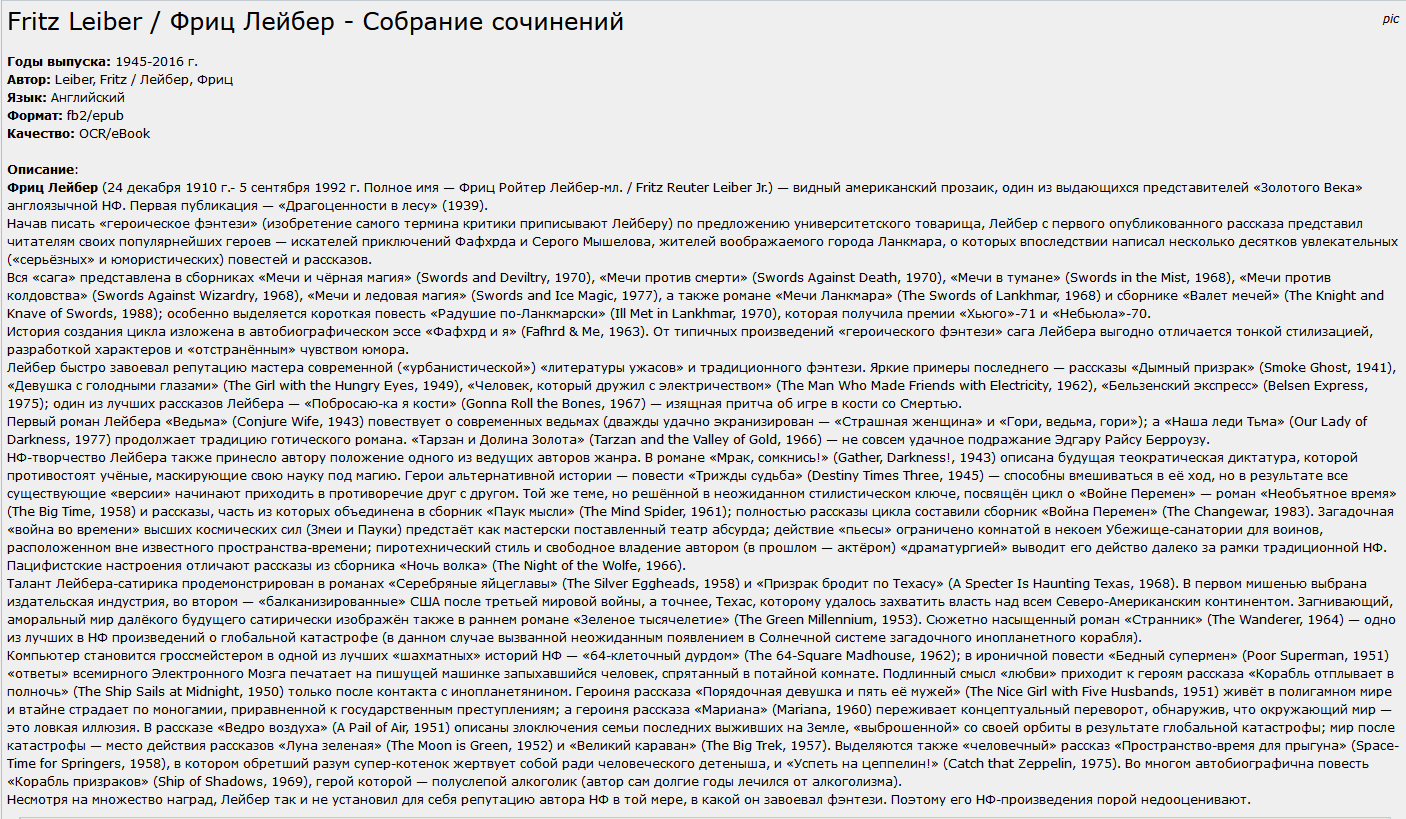 Fritz Leiber / Фриц Лейбер - Собрание сочинений
pic
Годы выпуска: 1945-2016 г.
Автор: Leiber, Fritz / Лейбер, Фриц
Язык: Английский
Формат: fb2/epub
Качество: OCR/eBook
Описание:
Фриц Лейбер (24 декабря 1910 г.- 5 сентября 1992 г. Полное имя — Фриц Ройтер Лейбер-мл. / Fritz Reuter Leiber Jr.) — видный американский прозаик, один из выдающихся представителей «Золотого Века»
англоязычной НФ. Первая публикация — «Драгоценности в лесу» (1939).
Начав писать «героическое фэнтези» (изобретение самого термина критики приписывают Лейберу) по предложению университетского товарища, Лейбер с первого опубликованного рассказа представил
читателям своих популярнейших героев — искателей приключений Фафхрда и Серого Мышелова, жителей воображаемого города Ланкмара, о которых впоследствии написал несколько десятков увлекательных
(«серьёзных» и юмористических) повестей и рассказов.
Вся «сага» представлена в сборниках «Мечи и чёрная магия» (Swords and Deviltry, 1970), «Мечи против смерти» (Swords Against Death, 1970), «Мечи в тумане» (Swords in the Mist, 1968), «Мечи против
колдовства» (Swords Against Wizardry, 1968), «Мечи и ледовая магия» (Swords and Ice Magic, 1977), а также романе «Мечи Ланкмара» (The Swords of Lankhmar, 1968) и сборнике «Валет мечей» (The Knight and
Knave of Swords, 1988); особенно выделяется короткая повесть «Радушие по-Ланкмарски» (Ill Met in Lankhmar, 1970), которая получила премии «Хьюго»-71 и «Небьюла»-70.
История создания цикла изложена в автобиографическом эссе «Фафхрд и я» (Fafhrd & Me, 1963). От типичных произведений «героического фэнтези» сага Лейбера выгодно отличается тонкой стилизацией,
разработкой характеров и «отстранённым» чувством юмора.
Лейбер быстро завоевал репутацию мастера современной («урбанистической») «литературы ужасов» и традиционного фэнтези. Яркие примеры последнего — рассказы «Дымный призрак» (Smoke Ghost, 1941),
«Девушка с голодными глазами» (The Girl with the Hungry Eyes, 1949), «Человек, который дружил с электричеством» (The Man Who Made Friends with Electricity, 1962), «Бельзенский экспресс» (Belsen Express,
1975); один из лучших рассказов Лейбера — «Побросаю-ка я кости» (Gonna Roll the Bones, 1967) — изящная притча об игре в кости со Смертью.
Первый роман Лейбера «Ведьма» (Conjure Wife, 1943) повествует о современных ведьмах (дважды удачно экранизирован — «Страшная женщина» и «Гори, ведьма, гори»); а «Наша леди Тьма» (Our Lady of
Darkness, 1977) продолжает традицию готического романа. «Тарзан и Долина Золота» (Tarzan and the Valley of Gold, 1966) — не совсем удачное подражание Эдгару Райсу Берроузу.
НФ-творчество Лейбера также принесло автору положение одного из ведущих авторов жанра. В романе «Мрак, сомкнись!» (Gather, Darkness!, 1943) описана будущая теократическая диктатура, которой
противостоят учёные, маскирующие свою науку под магию. Герои альтернативной истории — повести «Трижды судьба» (Destiny Times Three, 1945) — способны вмешиваться в её ход, но в результате все
существующие «версии» начинают приходить в противоречие друг с другом. Той же теме, но решённой в неожиданном стилистическом ключе, посвящён цикл о «Войне Перемен» — роман «Необъятное время»
(The Big Time, 1958) и рассказы, часть из которых объединена в сборник «Паук мысли» (The Mind Spider, 1961); полностью рассказы цикла составили сборник «Война Перемен» (The Changewar, 1983). Загадочная
«война во времени» высших космических сил (Змеи и Пауки) предстаёт как мастерски поставленный театр абсурда; действие «пьесы» ограничено комнатой в некоем Убежище-санатории для воинов,
расположенном вне известного пространства-времени; пиротехнический стиль и свободное владение автором (в прошлом — актёром) «драматургией» выводит его действо далеко за рамки традиционной НФ.
Пацифистские настроения отличают рассказы из сборника «Ночь волка» (The Night of the Wolfe, 1966).
Талант Лейбера-сатирика продемонстрирован в романах «Серебряные яйцеглавы» (The Silver Eggheads, 1958) и «Призрак бродит по Техасу» (A Specter Is Haunting Texas, 1968). В первом мишенью выбрана
издательская индустрия, во втором — «балканизированные» США после третьей мировой войны, а точнее, Техас, которому удалось захватить власть над всем Северо-Американским континентом. Загнивающий,
аморальный мир далёкого будущего сатирически изображён также в раннем романе «Зеленое тысячелетие» (The Green Millennium, 1953). Сюжетно насыщенный роман «Странник» (The Wanderer, 1964) — одно
из лучших в НФ произведений о глобальной катастрофе (в данном случае вызванной неожиданным появлением в Солнечной системе загадочного инопланетного корабля).
Компьютер становится гроссмейстером в одной из лучших «шахматных» историй НФ — «64-клеточный дурдом» (The 64-Square Madhouse, 1962); в ироничной повести «Бедный супермен» (Poor Superman, 1951)
«ответы» всемирного Электронного Мозга печатает на пишущей машинке запыхавшийся человек, спрятанный в потайной комнате. Подлинный смысл «любви» приходит к героям рассказа «Корабль отплывает в
полночь» (The Ship Sails at Midnight, 1950) только после контакта с инопланетянином. Героиня рассказа «Порядочная девушка и пять её мужей» (The Nice Girl with Five Husbands, 1951) живёт в полигамном мире
и втайне страдает по моногамии, приравненной к государственным преступлениям; а героиня рассказа «Мариана» (Mariana, 1960) переживает концептуальный переворот, обнаружив, что окружающий мир —
это ловкая иллюзия. В рассказе «Ведро воздуха» (A Pail of Air, 1951) описаны злоключения семьи последних выживших на Земле, «выброшенной» со своей орбиты в результате глобальной катастрофы; мир после
катастрофы — место действия рассказов «Луна зеленая» (The Moon is Green, 1952) и «Великий караван» (The Big Trek, 1957). Выделяются также «человечный» рассказ «Пространство-время для прыгуна» (Space-
Time for Springers, 1958), в котором обретший разум супер-котенок жертвует собой ради человеческого детеныша, и «Успеть на цеппелин!» (Catch that Zeppelin, 1975). Во многом автобиографична повесть
«Корабль призраков» (Ship of Shadows, 1969), герой которой — полуслепой алкоголик (автор сам долгие годы лечился от алкоголизма).
Несмотря на множество наград, Лейбер так и не установил для себя репутацию автора НФ в той мере, в какой он завоевал фэнтези. Поэтому его НФ-произведения порой недооценивают.